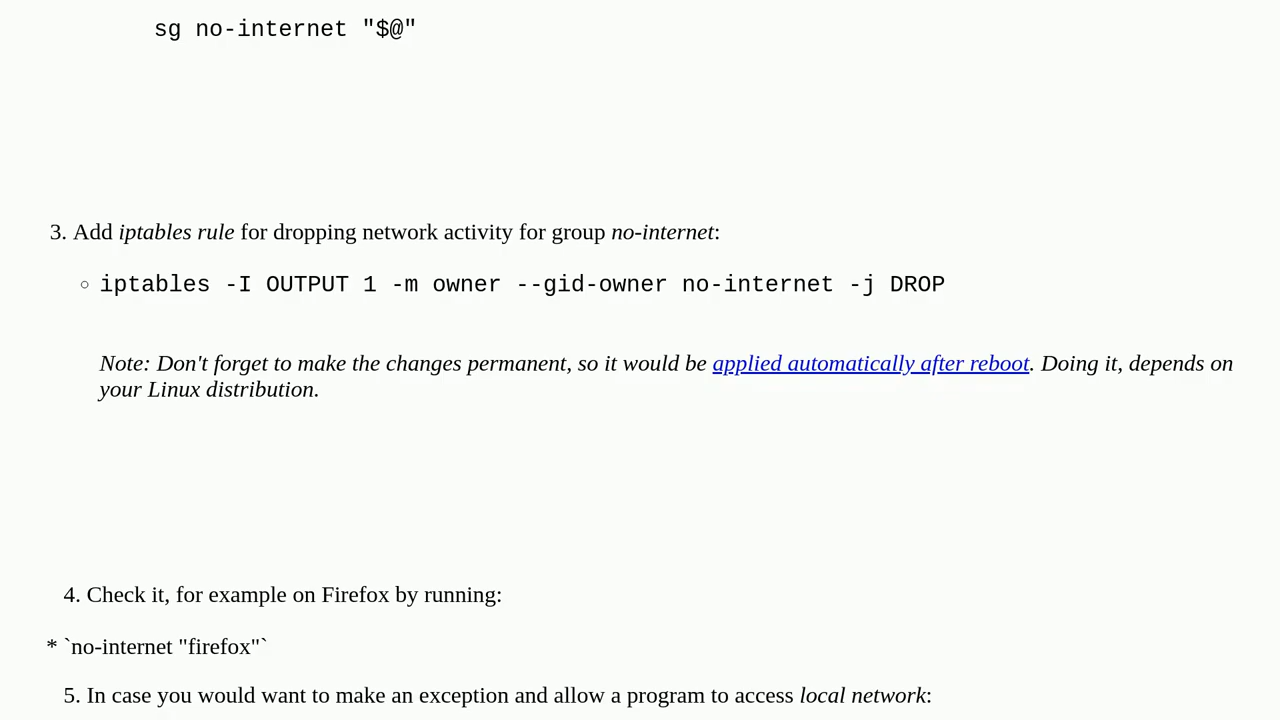 sg no-internet "$@"
3. Add iptables rule for dropping network activity for group no-internet:
○ iptables -I OUTPUT 1 -m owner --gid-owner no-internet -j DROP
Note: Don't forget to make the changes permanent, so it would be applied automatically after reboot. Doing it, depends on
your Linux distribution.
4. Check it, for example on Firefox by running:
* `no-internet "firefox"`
5. In case you would want to make an exception and allow a program to access local network: